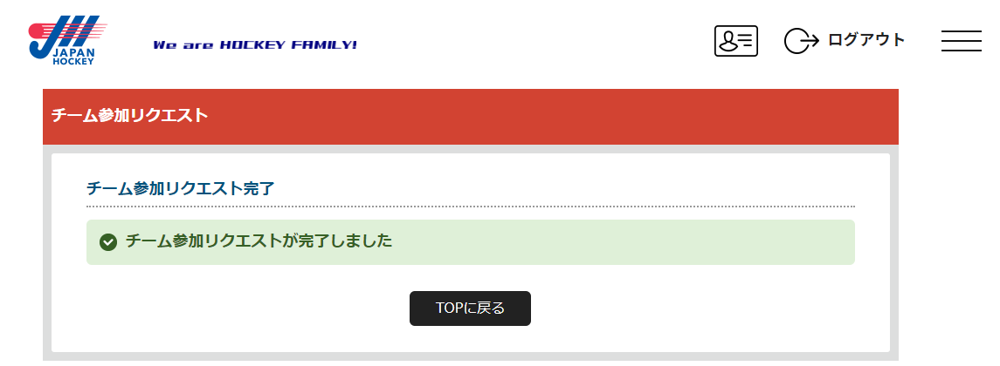 JAPAN
HOCKEY
We are HOCKEY FAMILY!
ログアウト
チーム参加リクエスト
チーム参加リクエスト完了
チーム参加リクエストが完了しました
TOPに戻る